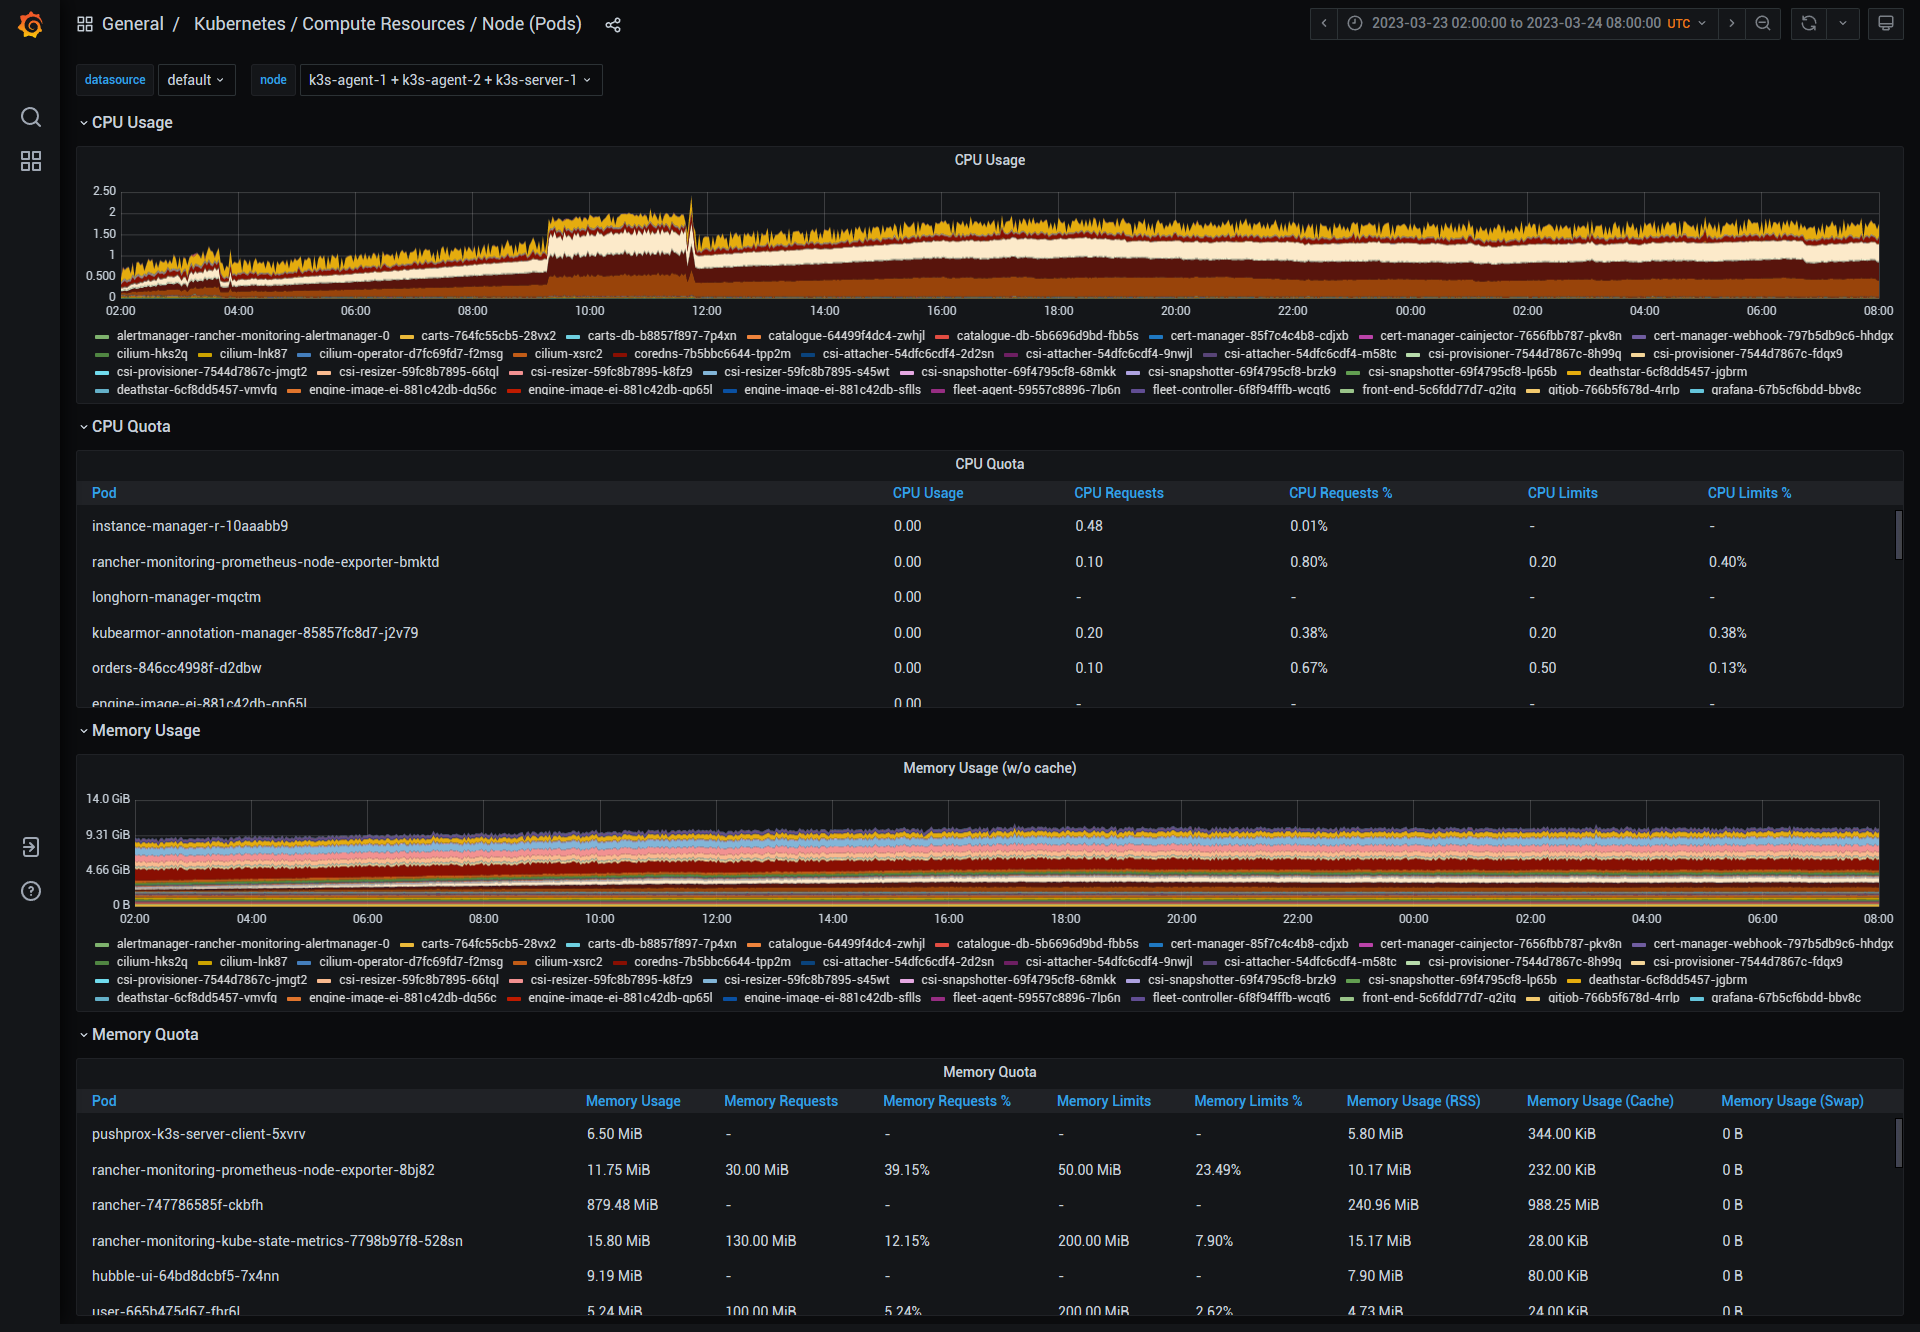 General / Kubernetes / Compute Resources / Node (Pods)
2023-03-23 02:00:00 to 2023-03-24 08:00:00 UTC
datasource default node k3s-agent-1 + k3s-agent-2 + k3s-server-1
CPU Usage
CPU Usage
2.50
2
1.50
1
0.500
0
02:00 04:00 06:00 08:00 10:00 12:00 14:00 16:00 18:00 20:00 22:00 00:00 02:00 04:00 06:00 08:00
alertmanager-rancher-monitoring-alertmanager-0 carts-764fc55cb5-28vx2 carts-db-b8857f897-7p4xn catalogue-64499f4dc4-zwhjl catalogue-db-5b6696d9bd-fbb5s cert-manager-85f7c4c4b8-cdjxb cert-manager-cainjector-7656fbb787-pkv8n cert-manager-webhook-797b5db9c6-hhdgx
cilium-hks2q cilium-lnk87 cilium-operator-d7fc69fd7-f2msg cilium-xsrc2 coredns-7b5bbc6644-tpp2m csi-attacher-54dfc6cdf4-2d2sn csi-attacher-54dfc6cdf4-9nwjl csi-attacher-54dfc6cdf4-m58tc csi-provisioner-7544d7867c-8h99q csi-provisioner-7544d7867c-fdqx9
csi-provisioner-7544d7867c-jmgt2 csi-resizer-59fc8b7895-66tql csi-resizer-59fc8b7895-k8fz9 csi-resizer-59fc8b7895-s45wt csi-snapshotter-69f4795cf8-68mkk csi-snapshotter-69f4795cf8-brzk9 csi-snapshotter-69f4795cf8-lp65b deathstar-6cf8dd5457-jgbrm
deathstar-6cf8dd5457-vmvfg engine-image-ei-881c42db-dq56c engine-image-ei-881c42db-gp65l engine-image-ei-881c42db-sflls fleet-agent-59557c8896-7lp6n fleet-controller-6f8f94fffb-wcqt6 front-end-5c6fdd77d7-q2jtg gitjob-766b5f678d-4rrlp grafana-67b5cf6bdd-bbv8c
CPU Quota
CPU Quota
Pod CPU Usage CPU Requests CPU Requests % CPU Limits CPU Limits %
instance-manager-r-10aaabb9 0.00 0.48 0.01% - -
rancher-monitoring-prometheus-node-exporter-bmktd 0.00 0.10 0.80% 0.20 0.40%
longhorn-manager-mqctm 0.00 - - - -
kubearmor-annotation-manager-85857fc8d7-j2v79 0.00 0.20 0.38% 0.20 0.38%
orders-846cc4998f-d2dbw 0.00 0.10 0.67% 0.50 0.13%
engine-image-ei-881c42db-gp65l 0.00 - - - -
Memory Usage
Memory Usage (w/o cache)
14.0 GiB
9.31 GiB
4.66 GiB
0 B
02:00 04:00 06:00 08:00 10:00 12:00 14:00 16:00 18:00 20:00 22:00 00:00 02:00 04:00 06:00 08:00
alertmanager-rancher-monitoring-alertmanager-0 carts-764fc55cb5-28vx2 carts-db-b8857f897-7p4xn catalogue-64499f4dc4-zwhjl catalogue-db-5b6696d9bd-fbb5s cert-manager-85f7c4c4b8-cdjxb cert-manager-cainjector-7656fbb787-pkv8n cert-manager-webhook-797b5db9c6-hhdgx
cilium-hks2q cilium-lnk87 cilium-operator-d7fc69fd7-f2msg cilium-xsrc2 coredns-7b5bbc6644-tpp2m csi-attacher-54dfc6cdf4-2d2sn csi-attacher-54dfc6cdf4-9nwjl csi-attacher-54dfc6cdf4-m58tc csi-provisioner-7544d7867c-8h99q csi-provisioner-7544d7867c-fdqx9
csi-provisioner-7544d7867c-jmgt2 csi-resizer-59fc8b7895-66tql csi-resizer-59fc8b7895-k8fz9 csi-resizer-59fc8b7895-s45wt csi-snapshotter-69f4795cf8-68mkk csi-snapshotter-69f4795cf8-brzk9 csi-snapshotter-69f4795cf8-lp65b deathstar-6cf8dd5457-jgbrm
deathstar-6cf8dd5457-vmvfg engine-image-ei-881c42db-dq56c engine-image-ei-881c42db-gp65l engine-image-ei-881c42db-sflls fleet-agent-59557c8896-7lp6n fleet-controller-6f8f94fffb-wcqt6 front-end-5c6fdd77d7-q2jtg gitjob-766b5f678d-4rrlp grafana-67b5cf6bdd-bbv8c
Memory Quota
Memory Quota
Pod Memory Usage Memory Requests Memory Requests % Memory Limits Memory Limits % Memory Usage (RSS) Memory Usage (Cache) Memory Usage (Swap)
pushprox-k3s-server-client-5xvrv 6.50 MiB - - - - 5.80 MiB 344.00 KiB 0 B
rancher-monitoring-prometheus-node-exporter-8bj82 11.75 MiB 30.00 MiB 39.15% 50.00 MiB 23.49% 10.17 MiB 232.00 KiB 0 B
rancher-747786585f-ckbfh 879.48 MiB - - - - 240.96 MiB 988.25 MiB 0 B
rancher-monitoring-kube-state-metrics-7798b97f8-528sn 15.80 MiB 130.00 MiB 12.15% 200.00 MiB 7.90% 15.17 MiB 28.00 KiB 0 B
hubble-ui-64bd8dcbf5-7x4nn 9.19 MiB - - - - 7.90 MiB 80.00 KiB 0 B
user-665b475d67-fhr6l 5.24 MiB 100.00 MiB 5.24% 200.00 MiB 2.62% 4.73 MiB 24.00 KiB 0 B